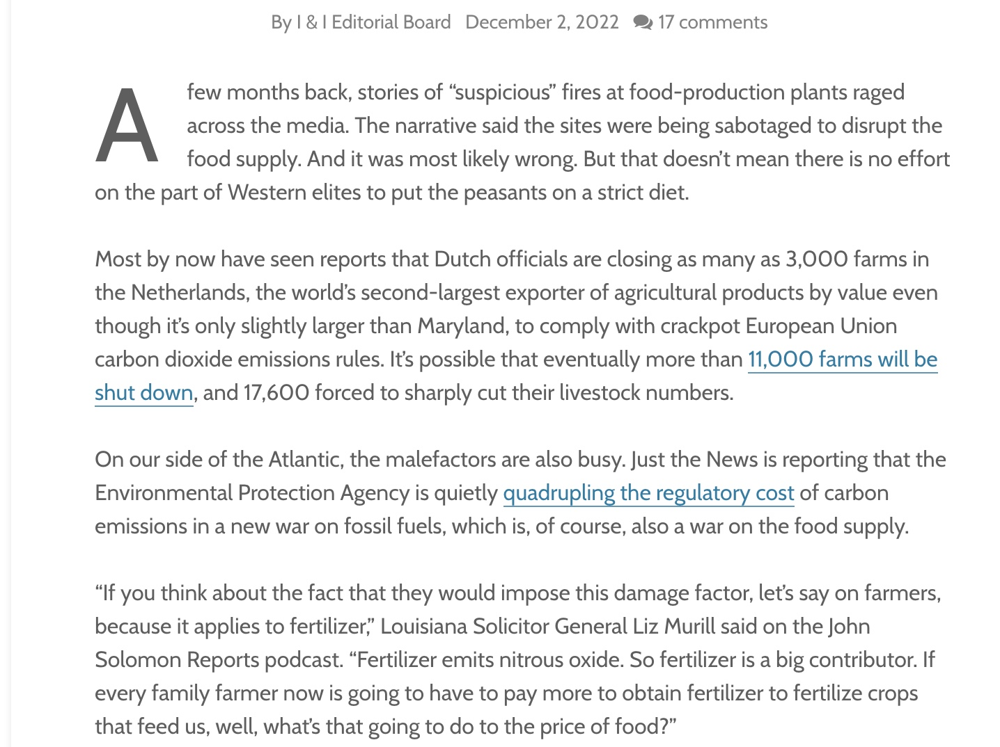 By I & I Editorial Board December 2, 2022 17 comments
A few months back, stories of “suspicious” fires at food-production plants raged
across the media. The narrative said the sites were being sabotaged to disrupt the
food supply. And it was most likely wrong. But that doesn’t mean there is no effort
on the part of Western elites to put the peasants on a strict diet.
Most by now have seen reports that Dutch officials are closing as many as 3,000 farms in
the Netherlands, the world’s second-largest exporter of agricultural products by value even
though it’s only slightly larger than Maryland, to comply with crackpot European Union
carbon dioxide emissions rules. It’s possible that eventually more than 11,000 farms will be
shut down, and 17,600 forced to sharply cut their livestock numbers.
On our side of the Atlantic, the malefactors are also busy. Just the News is reporting that the
Environmental Protection Agency is quietly quadrupling the regulatory cost of carbon
emissions in a new war on fossil fuels, which is, of course, also a war on the food supply.
“If you think about the fact that they would impose this damage factor, let’s say on farmers,
because it applies to fertilizer,” Louisiana Solicitor General Liz Murill said on the John
Solomon Reports podcast. “Fertilizer emits nitrous oxide. So fertilizer is a big contributor. If
every family farmer now is going to have to pay more to obtain fertilizer to fertilize crops
that feed us, well, what’s that going to do to the price of food?”